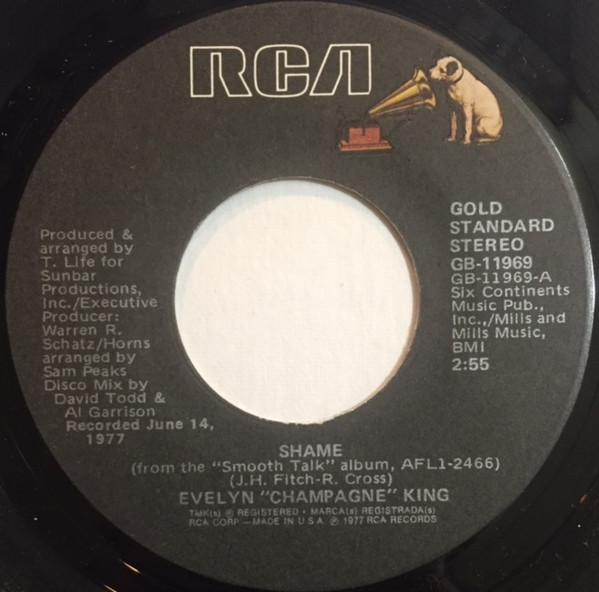 RCA
GOLD
STANDARD
STEREO
GB-11969
GB-11969-A
Six Continents
Music Pub.,
Inc.,/Mills and
Mills Music,
BMI
2:55
Produced &
arranged by
T. Life for
Sunbar
Productions,
Inc./Executive
Producer:
Warren R.
Schatz/Horns
arranged by
Sam Peaks
Disco Mix by
David Todd &
Al Garrison
Recorded June 14,
1977
SHAME
(from the "Smooth Talk" album, AFL1-2466)
(J.H. Fitch-R. Cross)
EVELYN "CHAMPAGNE" KING
TMK(s) ® REGISTERED • MARCA(s) REGISTRADA(s)
RCA CORP.—MADE IN U.S.A. ℗ 1977 RCA RECORDS